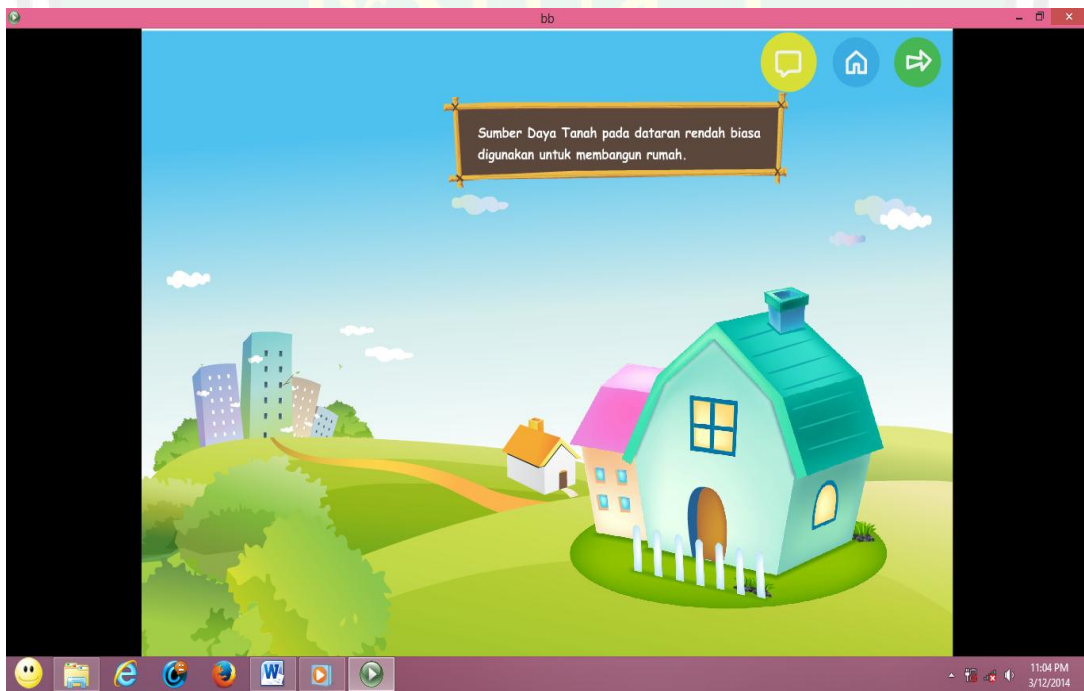 bb
Sumber Daya Tanah pada dataran rendah biasa
digunakan untuk membangun rumah.
11:04 PM
3/12/2014